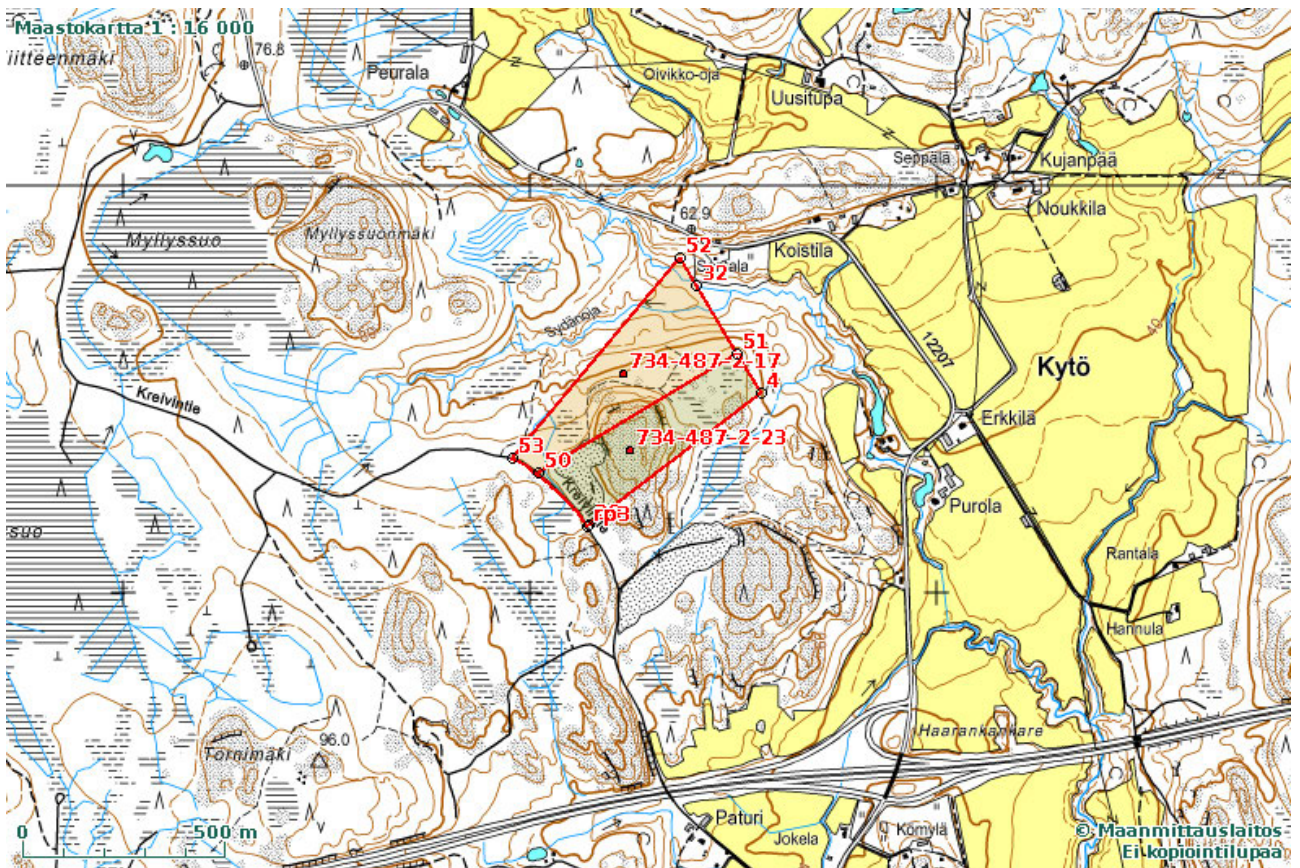 Maastokartta 1 : 16 000
76.8
iitteenmäki
Peurala
Oivikko-oja
Uusitupa
Seppälä
Kujanpää
Noukkila
Myllyssuo
Myllyssuonmäki
62.9
52
Koistila
32
Sydänoja
12207
40
51
734-487-2-17
4
Kytö
Kreivintie
Erkkilä
734-487-2-23
53
50
rp3
Purola
suo
Rantala
Hannula
Haarankankare
96.0
Tornimäki
Paturi
Jokela
Kömylä
0
500 m
© Maanmittauslaitos
Ei kopiointilupaa